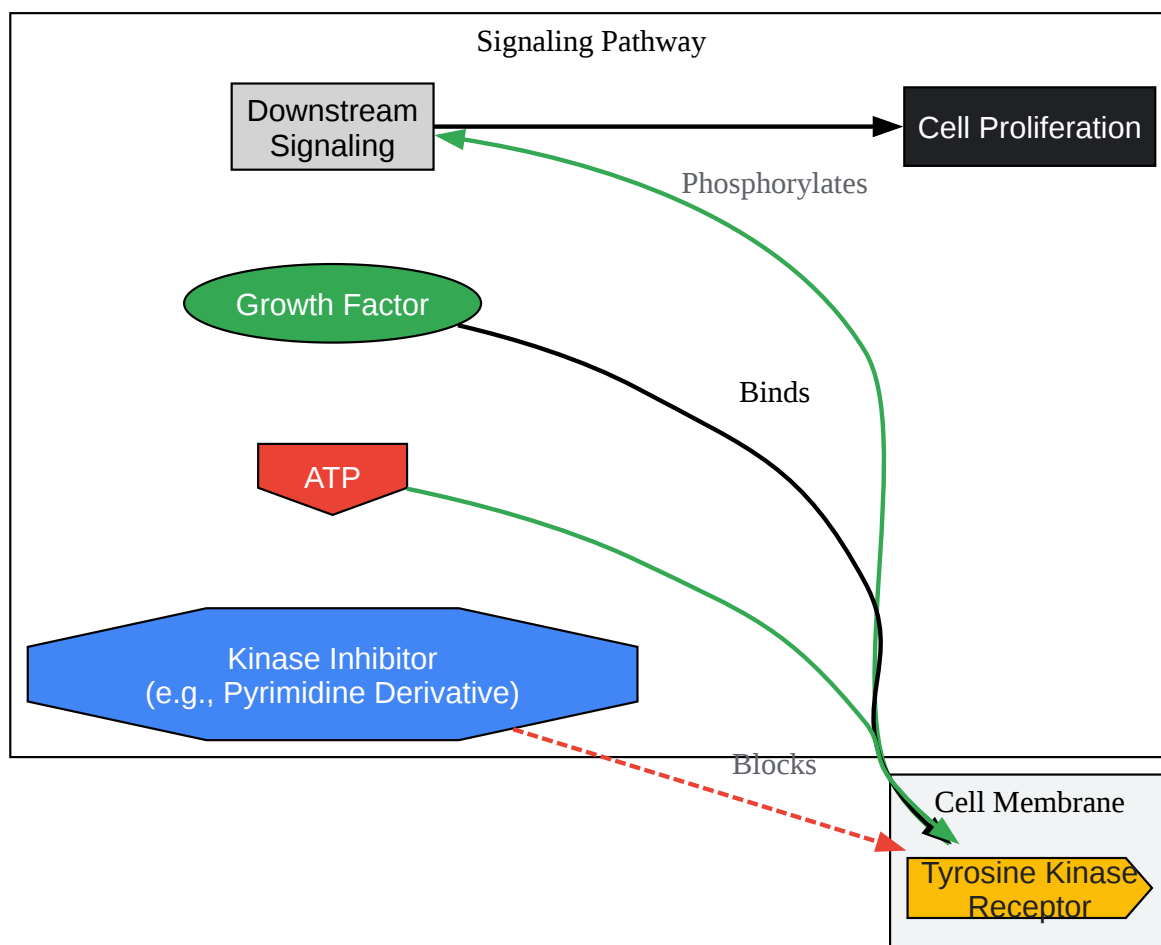 Signaling Pathway
Downstream
Signaling
Cell Proliferation
Phosphorylates
Growth Factor
Binds
ATP
Kinase Inhibitor
(e.g., Pyrimidine Derivative)
Blocks
Cell Membrane
Tyrosine Kinase
Receptor